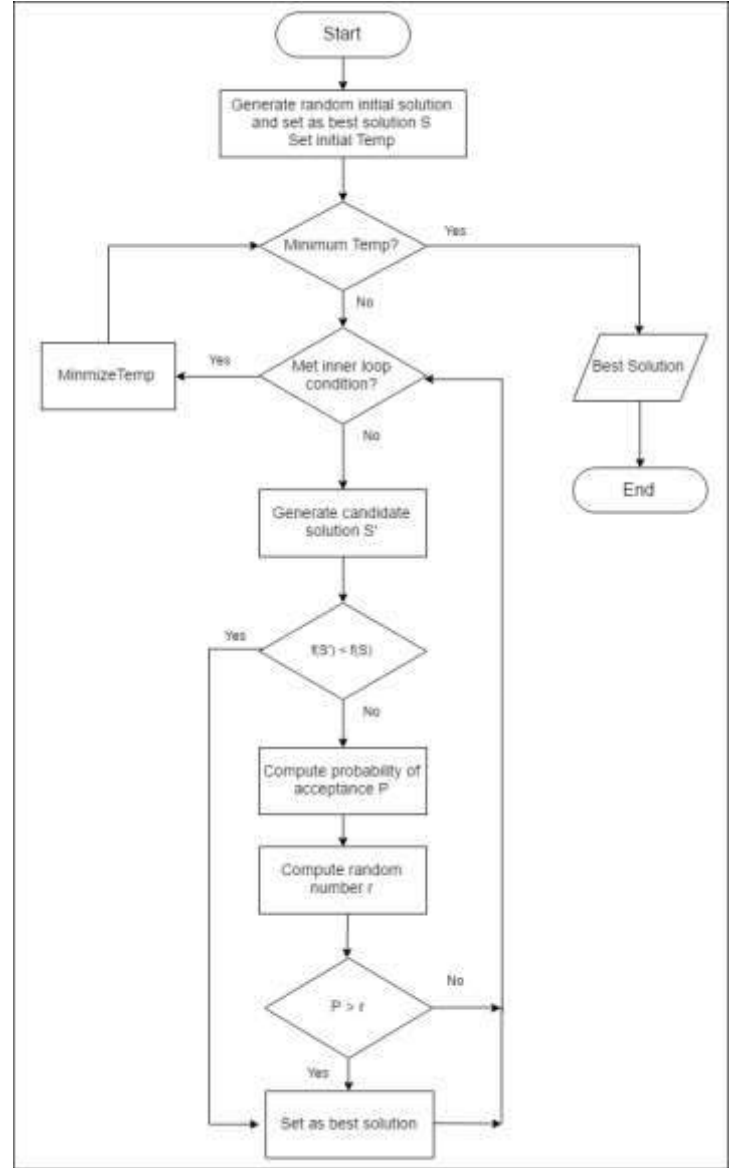 Start
Generate random initial solution
and set as best solution S
Set initial Temp
Minimum Temp?
Yes
No
Met inner loop
condition?
Yes
MinmizeTemp
Best Solution
No
End
Generate candidate
solution S'
Yes
f(S') < f(S)
No
Compute probability of
acceptance P
Compute random
number r
P > r
No
Yes
Set as best solution